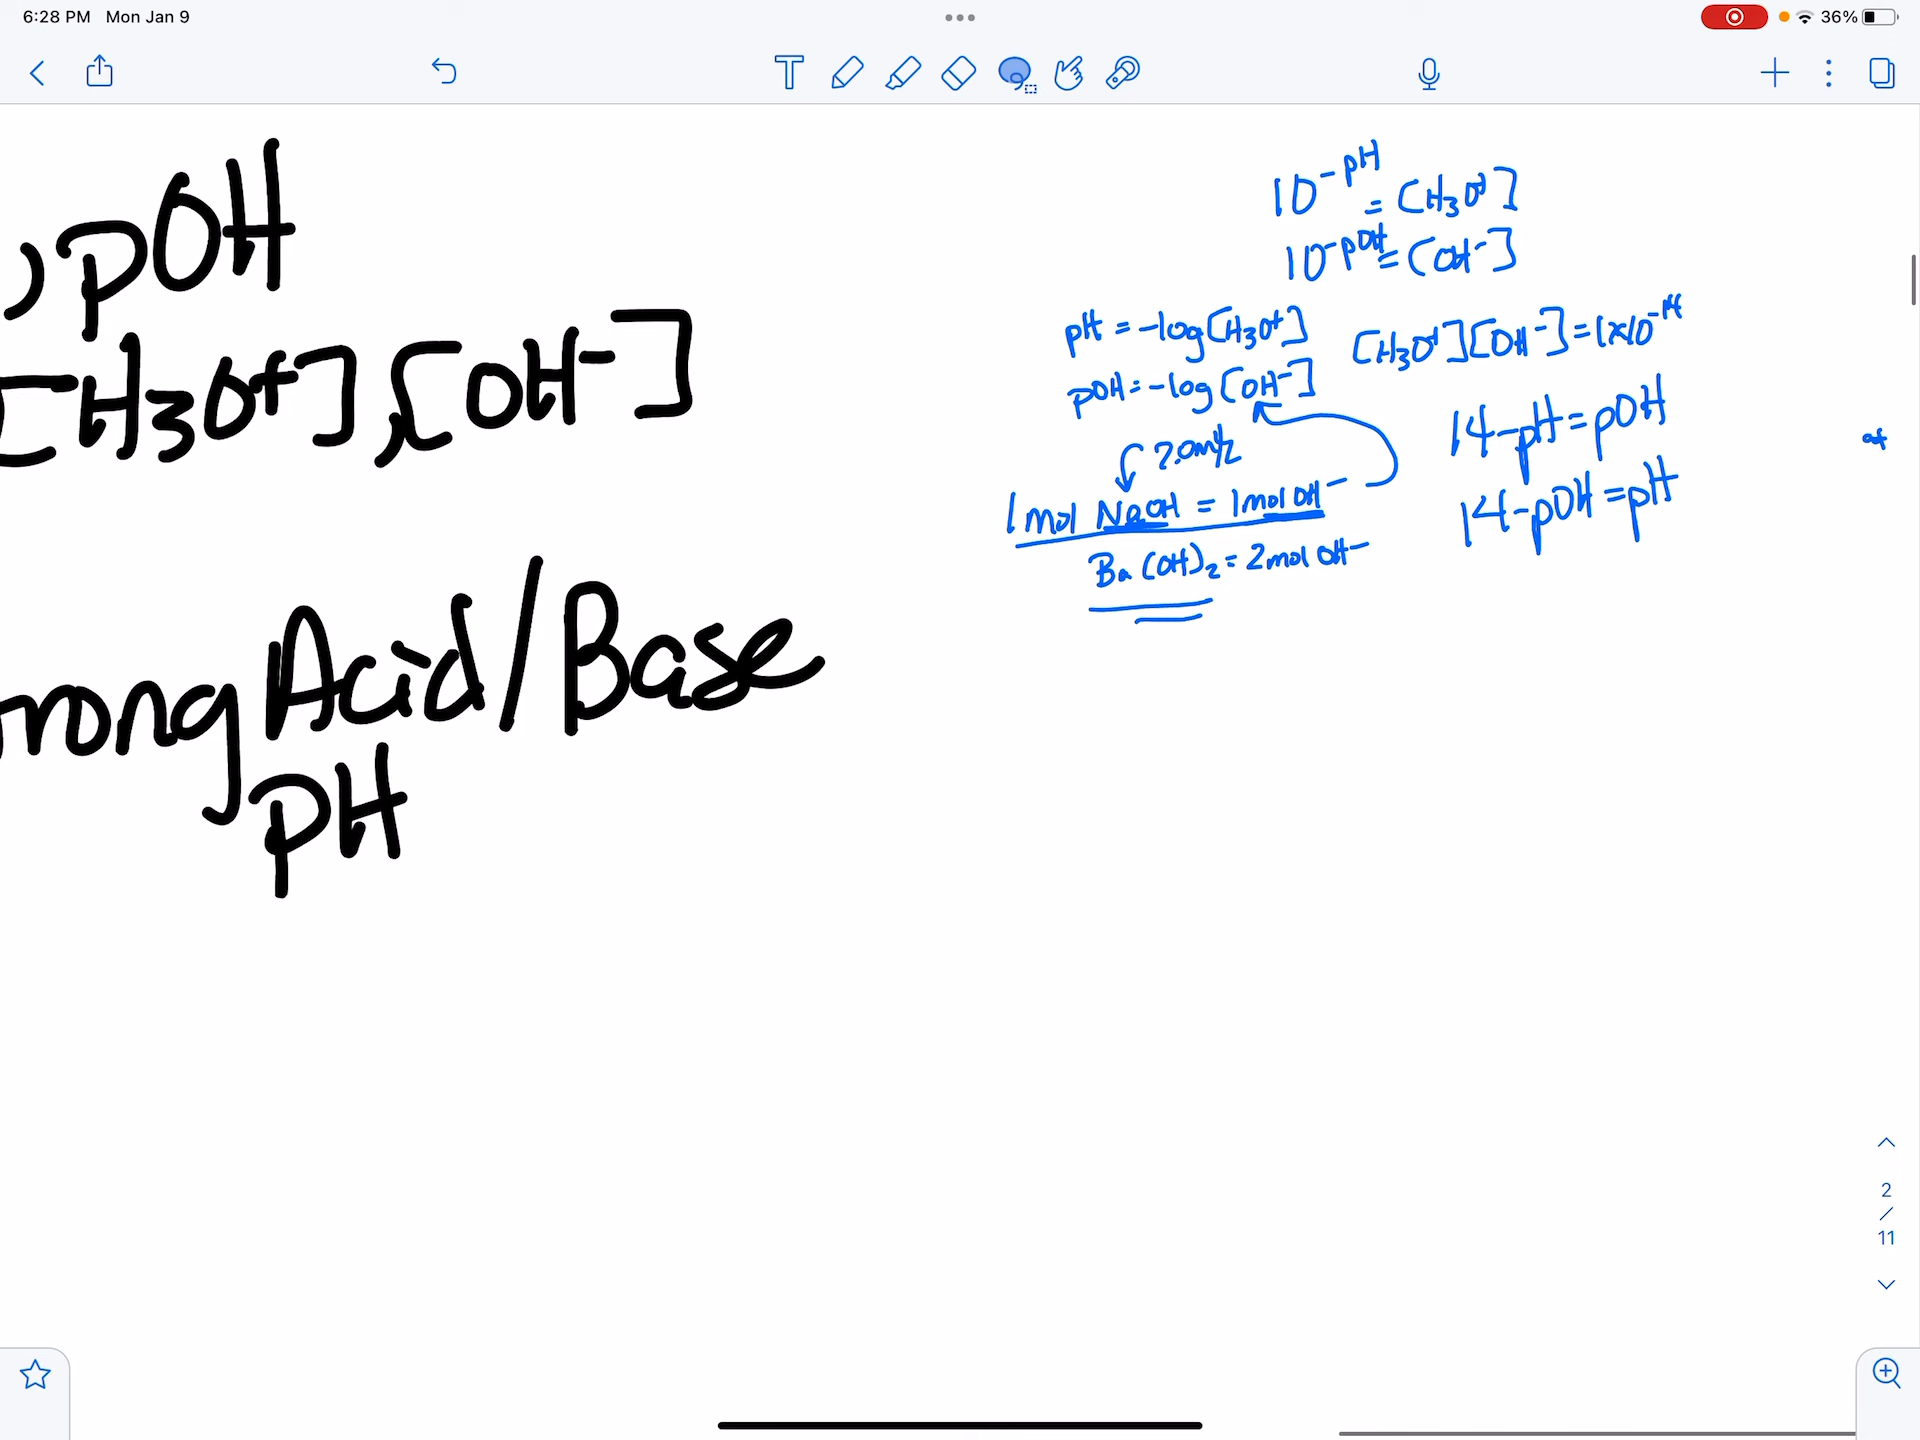 6:28 PM Mon Jan 9
36%
) pOH
[H3O+], [OH-]
rong Acid/Base
pH
10^-pH = [H3O+]
10^-pOH = [OH-]
pH = -log[H3O+]
[H3O+][OH-] = 1x10^-14
pOH = -log[OH-]
14-pH = pOH
1 mol NaOH = 1 mol OH-
14-pOH = pH
Ba(OH)2 = 2 mol OH-
2
/
11